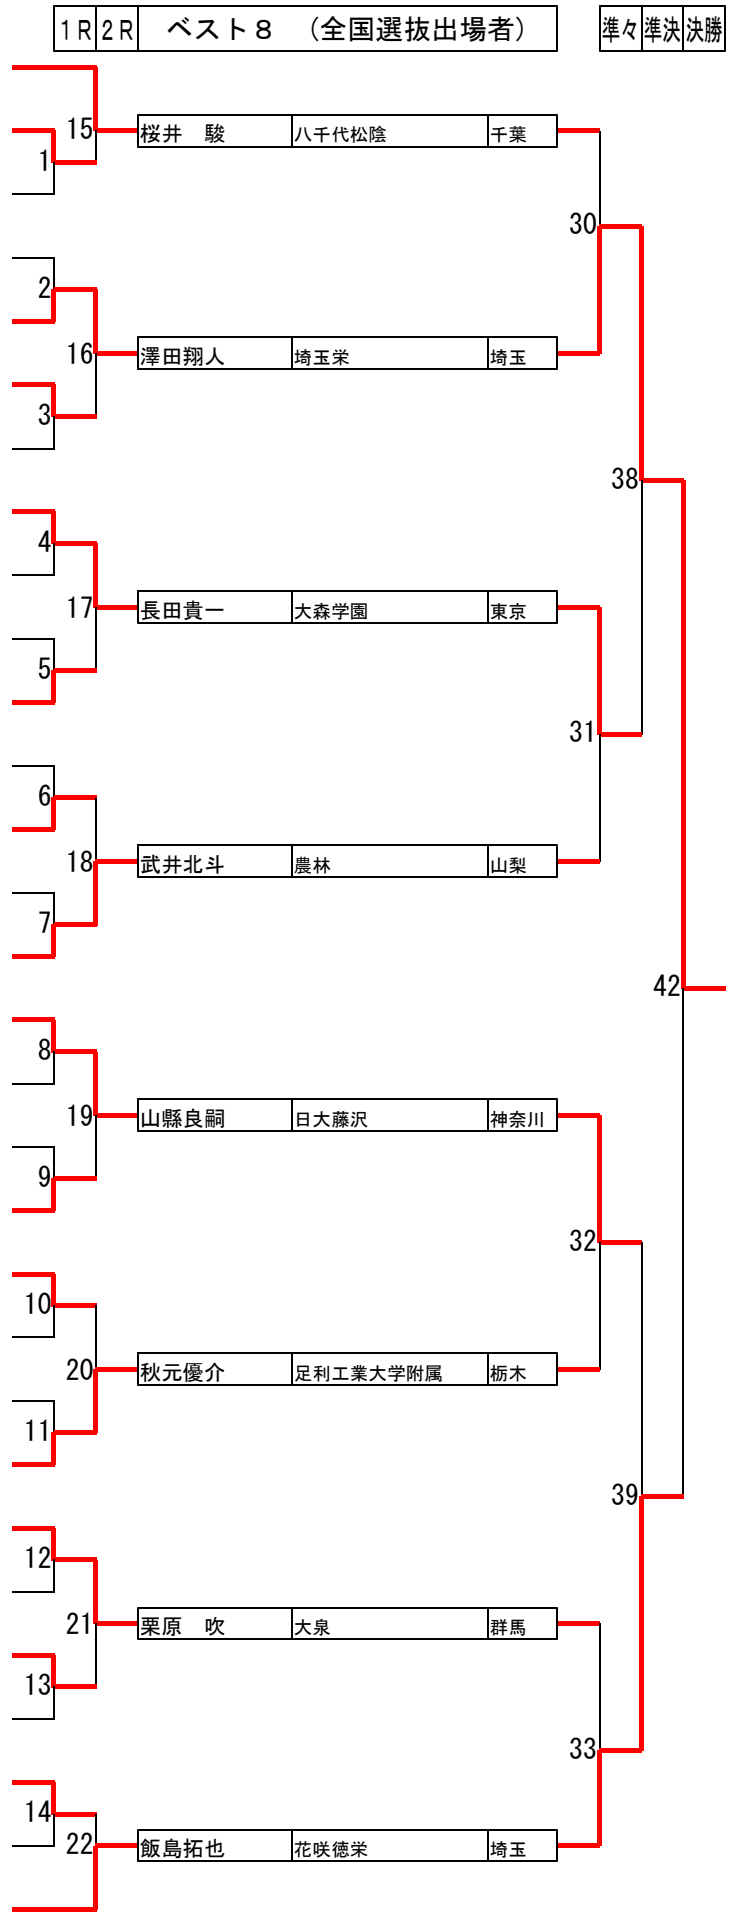 1R 2R ベスト8 (全国選抜出場者) 準々 準決 決勝
15 桜井 駿 八千代松陰 千葉
1
30
2
16 澤田翔人 埼玉栄 埼玉
3
38
4
17 長田貴一 大森学園 東京
5
31
6
18 武井北斗 農林 山梨
7
42
8
19 山縣良嗣 日大藤沢 神奈川
9
32
10
20 秋元優介 足利工業大学附属 栃木
11
39
12
21 栗原 吹 大泉 群馬
13
33
14
22 飯島拓也 花咲徳栄 埼玉